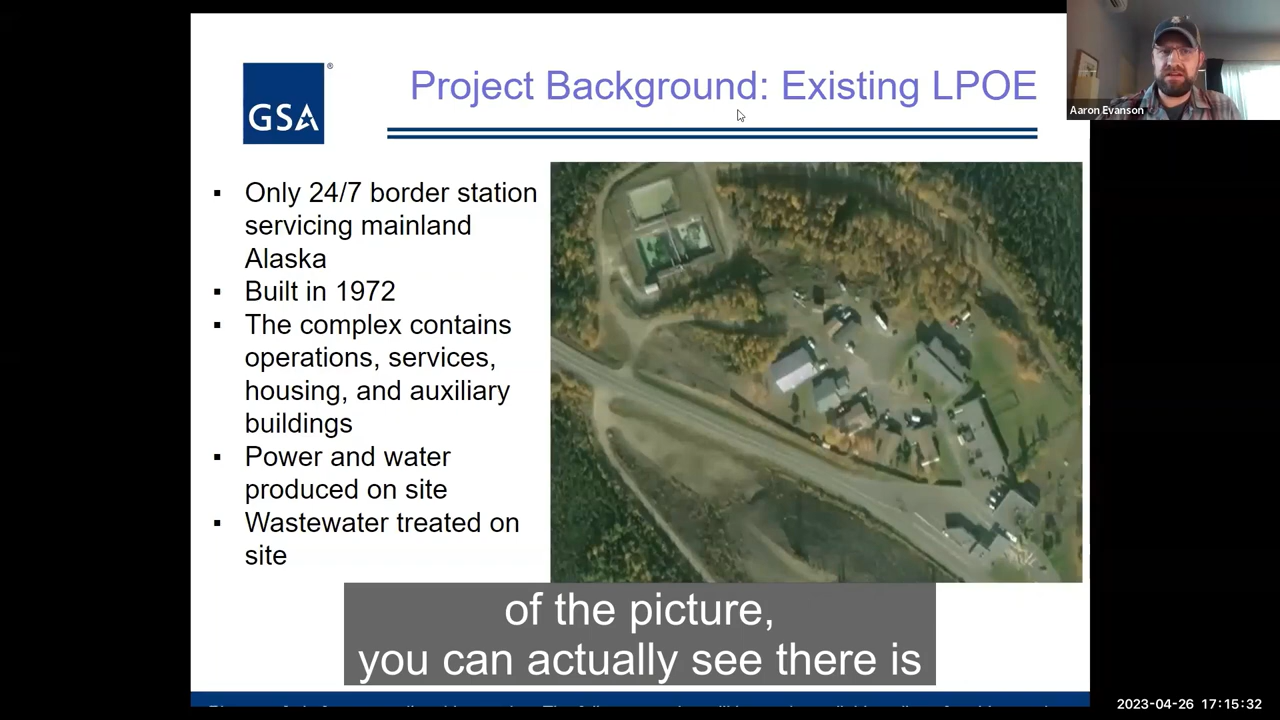 GSA
®
Project Background: Existing LPOE
Aaron Evanson
▪ Only 24/7 border station
servicing mainland
Alaska
▪ Built in 1972
▪ The complex contains
operations, services,
housing, and auxiliary
buildings
▪ Power and water
produced on site
▪ Wastewater treated on
site
of the picture,
you can actually see there is
2023-04-26 17:15:32